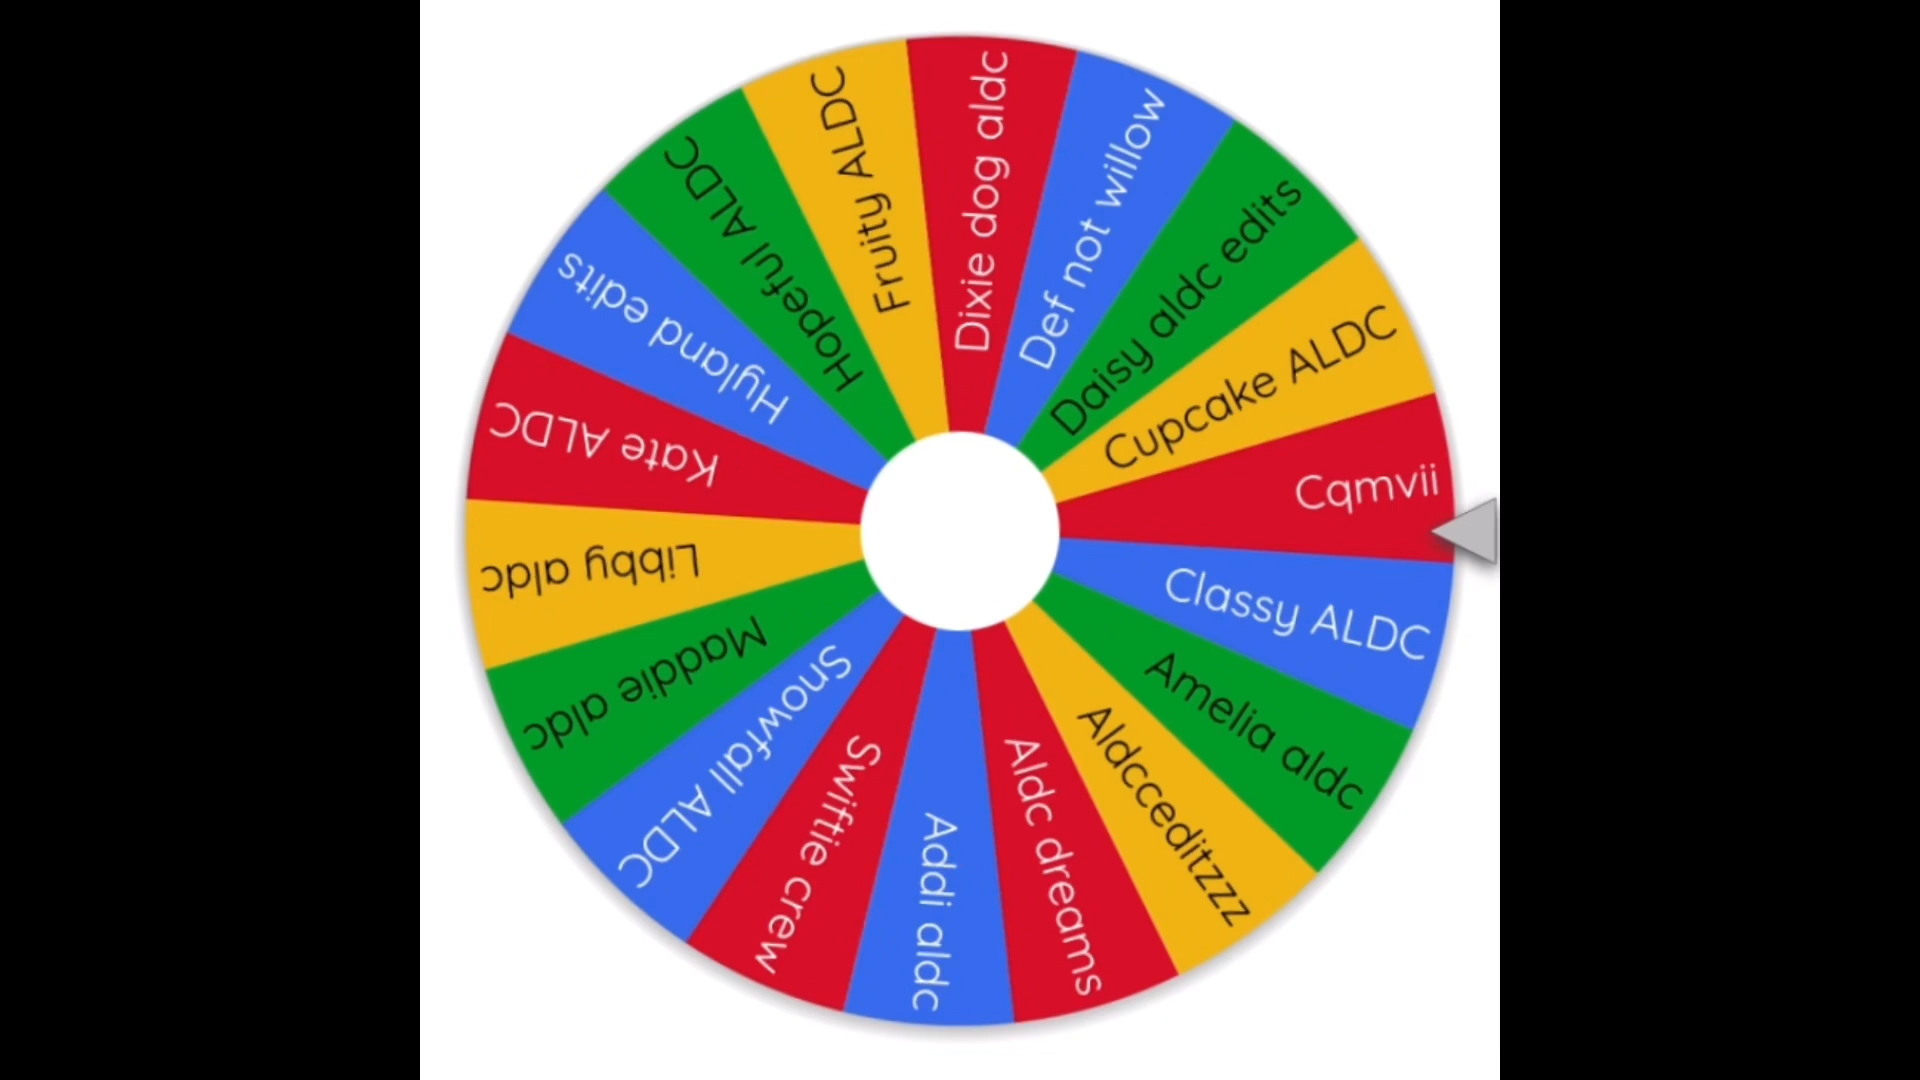 Dixie dog aldc
Def not willow
Daisy aldc edits
Cupcake ALDC
Cqmvii
Classy ALDC
Amelia aldc
Aldcceditzzz
Aldc dreams
Addi aldc
Swiftie crew
Snowfall ALDC
Maddie aldc
Libby aldc
Kate ALDC
Hyland edits
Hopeful ALDC
Fruity ALDC